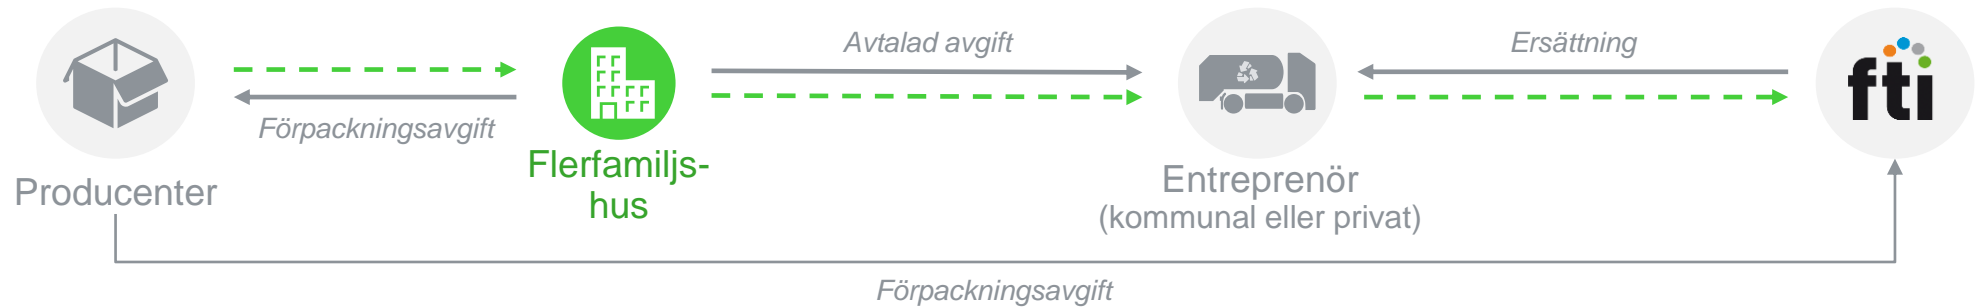 Avtalad avgift
Ersättning
fti
Förpackningsavgift
Flerfamiljs-
hus
Producenter
Entreprenör
(kommunal eller privat)
Förpackningsavgift